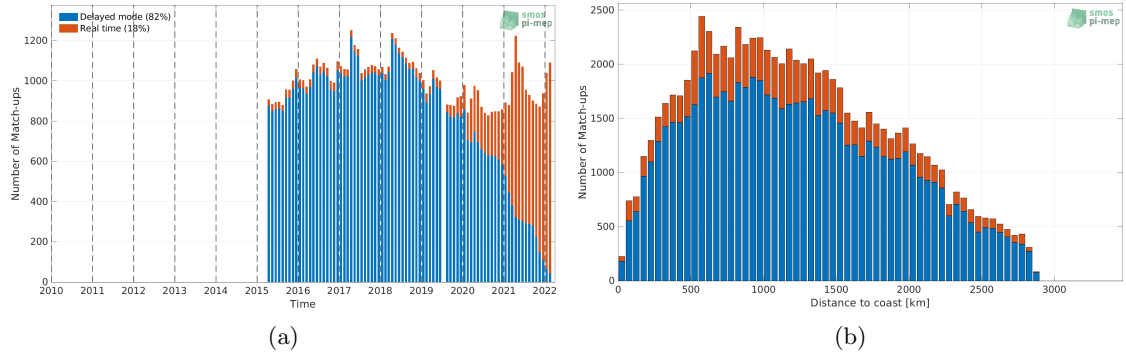 Delayed mode (82%)
Real time (18%)
smos
pi-mep
1200
1000
800
600
400
200
0
Number of Match-ups
2010 2011 2012 2013 2014 2015 2016 2017 2018 2019 2020 2021 2022
Time
(a)
smos
pi-mep
2500
2000
1500
1000
500
0
Number of Match-ups
0 500 1000 1500 2000 2500 3000
Distance to coast [km]
(b)